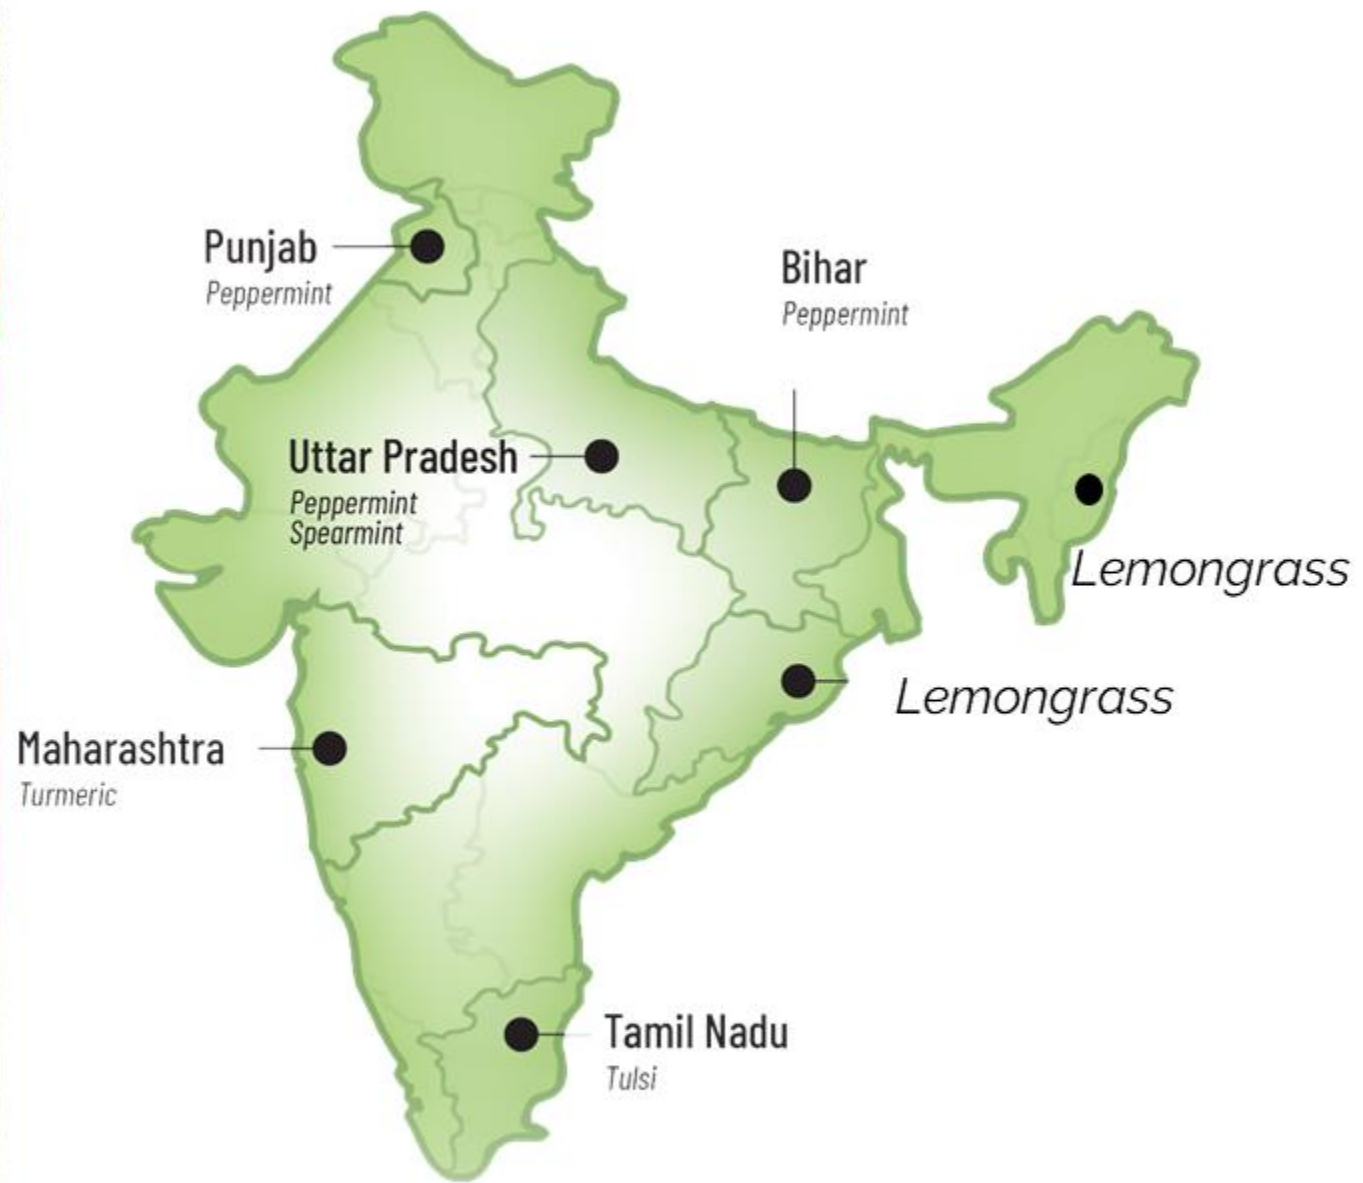 Punjab
Peppermint
Bihar
Peppermint
Uttar Pradesh
Peppermint
Spearmint
Lemongrass
Lemongrass
Maharashtra
Turmeric
Tamil Nadu
Tulsi